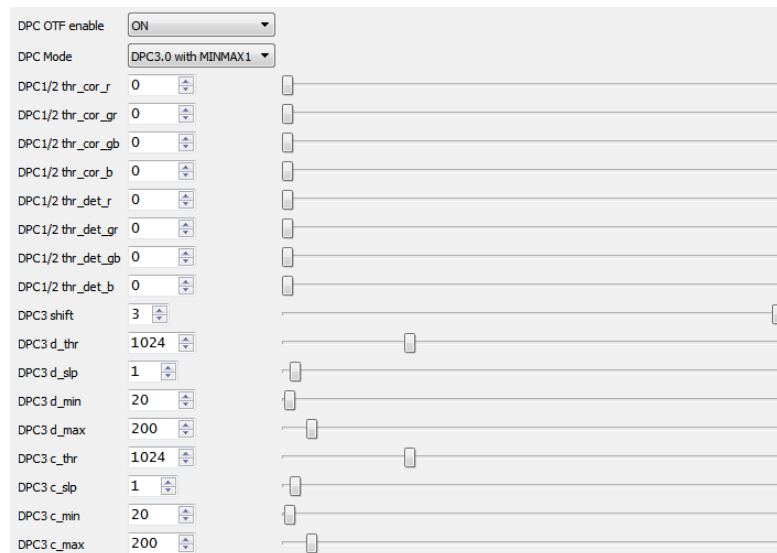 DPC OTF enable ON
DPC Mode DPC3.0 with MINMAX1
DPC1/2 thr_cor_r 0
DPC1/2 thr_cor_gr 0
DPC1/2 thr_cor_gb 0
DPC1/2 thr_cor_b 0
DPC1/2 thr_det_r 0
DPC1/2 thr_det_gr 0
DPC1/2 thr_det_gb 0
DPC1/2 thr_det_b 0
DPC3 shift 3
DPC3 d_thr 1024
DPC3 d_slp 1
DPC3 d_min 20
DPC3 d_max 200
DPC3 c_thr 1024
DPC3 c_slp 1
DPC3 c_min 20
DPC3 c_max 200